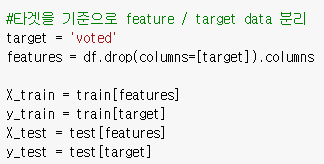 #타겟을 기준으로 feature / target data 분리
target = 'voted'
features = df.drop(columns=[target]).columns
X_train = train[features]
y_train = train[target]
X_test = test[features]
y_test = test[target]